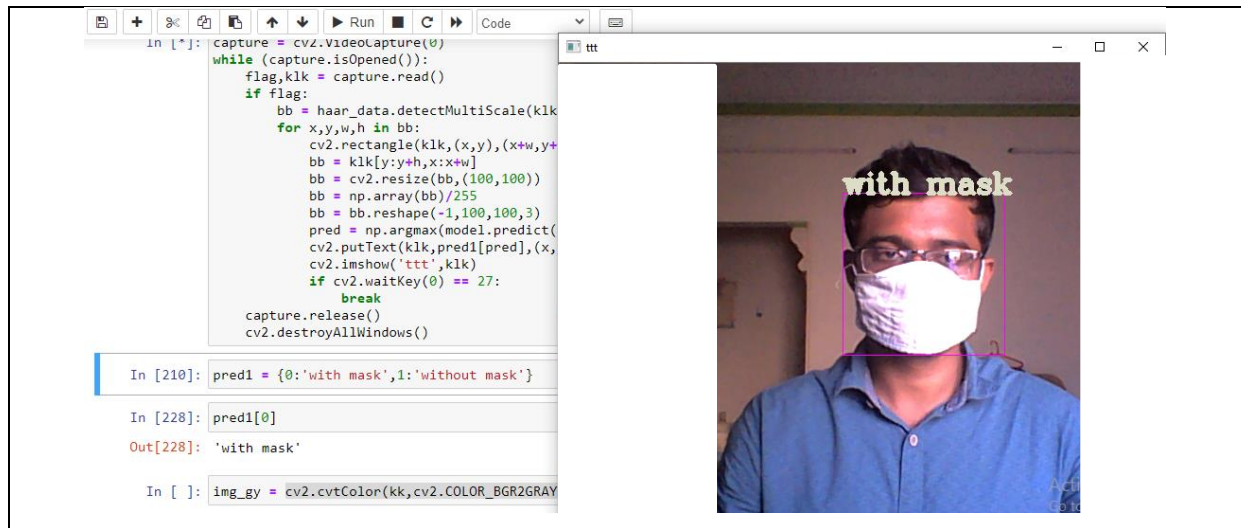 Run
Code
In [*]: capture = cv2.VideoCapture(0)
while (capture.isOpened()):
flag,klk = capture.read()
if flag:
bb = haar_data.detectMultiScale(klk
for x,y,w,h in bb:
cv2.rectangle(klk,(x,y),(x+w,y+
bb = klk[y:y+h,x:x+w]
bb = cv2.resize(bb,(100,100))
bb = np.array(bb)/255
bb = bb.reshape(-1,100,100,3)
pred = np.argmax(model.predict(
cv2.putText(klk,pred1[pred],(x,
cv2.imshow('ttt',klk)
if cv2.waitKey(0) == 27:
break
capture.release()
cv2.destroyAllWindows()
In [210]: pred1 = {0:'with mask',1:'without mask'}
In [228]: pred1[0]
Out[228]: 'with mask'
In [ ]: img_gy = cv2.cvtColor(kk,cv2.COLOR_BGR2GRAY
ttt
with mask
Acti
Go to